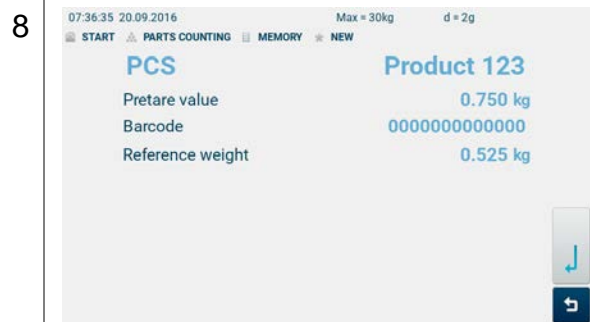 8
07:36:35 20.09.2016 Max = 30kg d = 2g
START PARTS COUNTING MEMORY NEW
PCS Product 123
Pretare value 0.750 kg
Barcode 0000000000000
Reference weight 0.525 kg